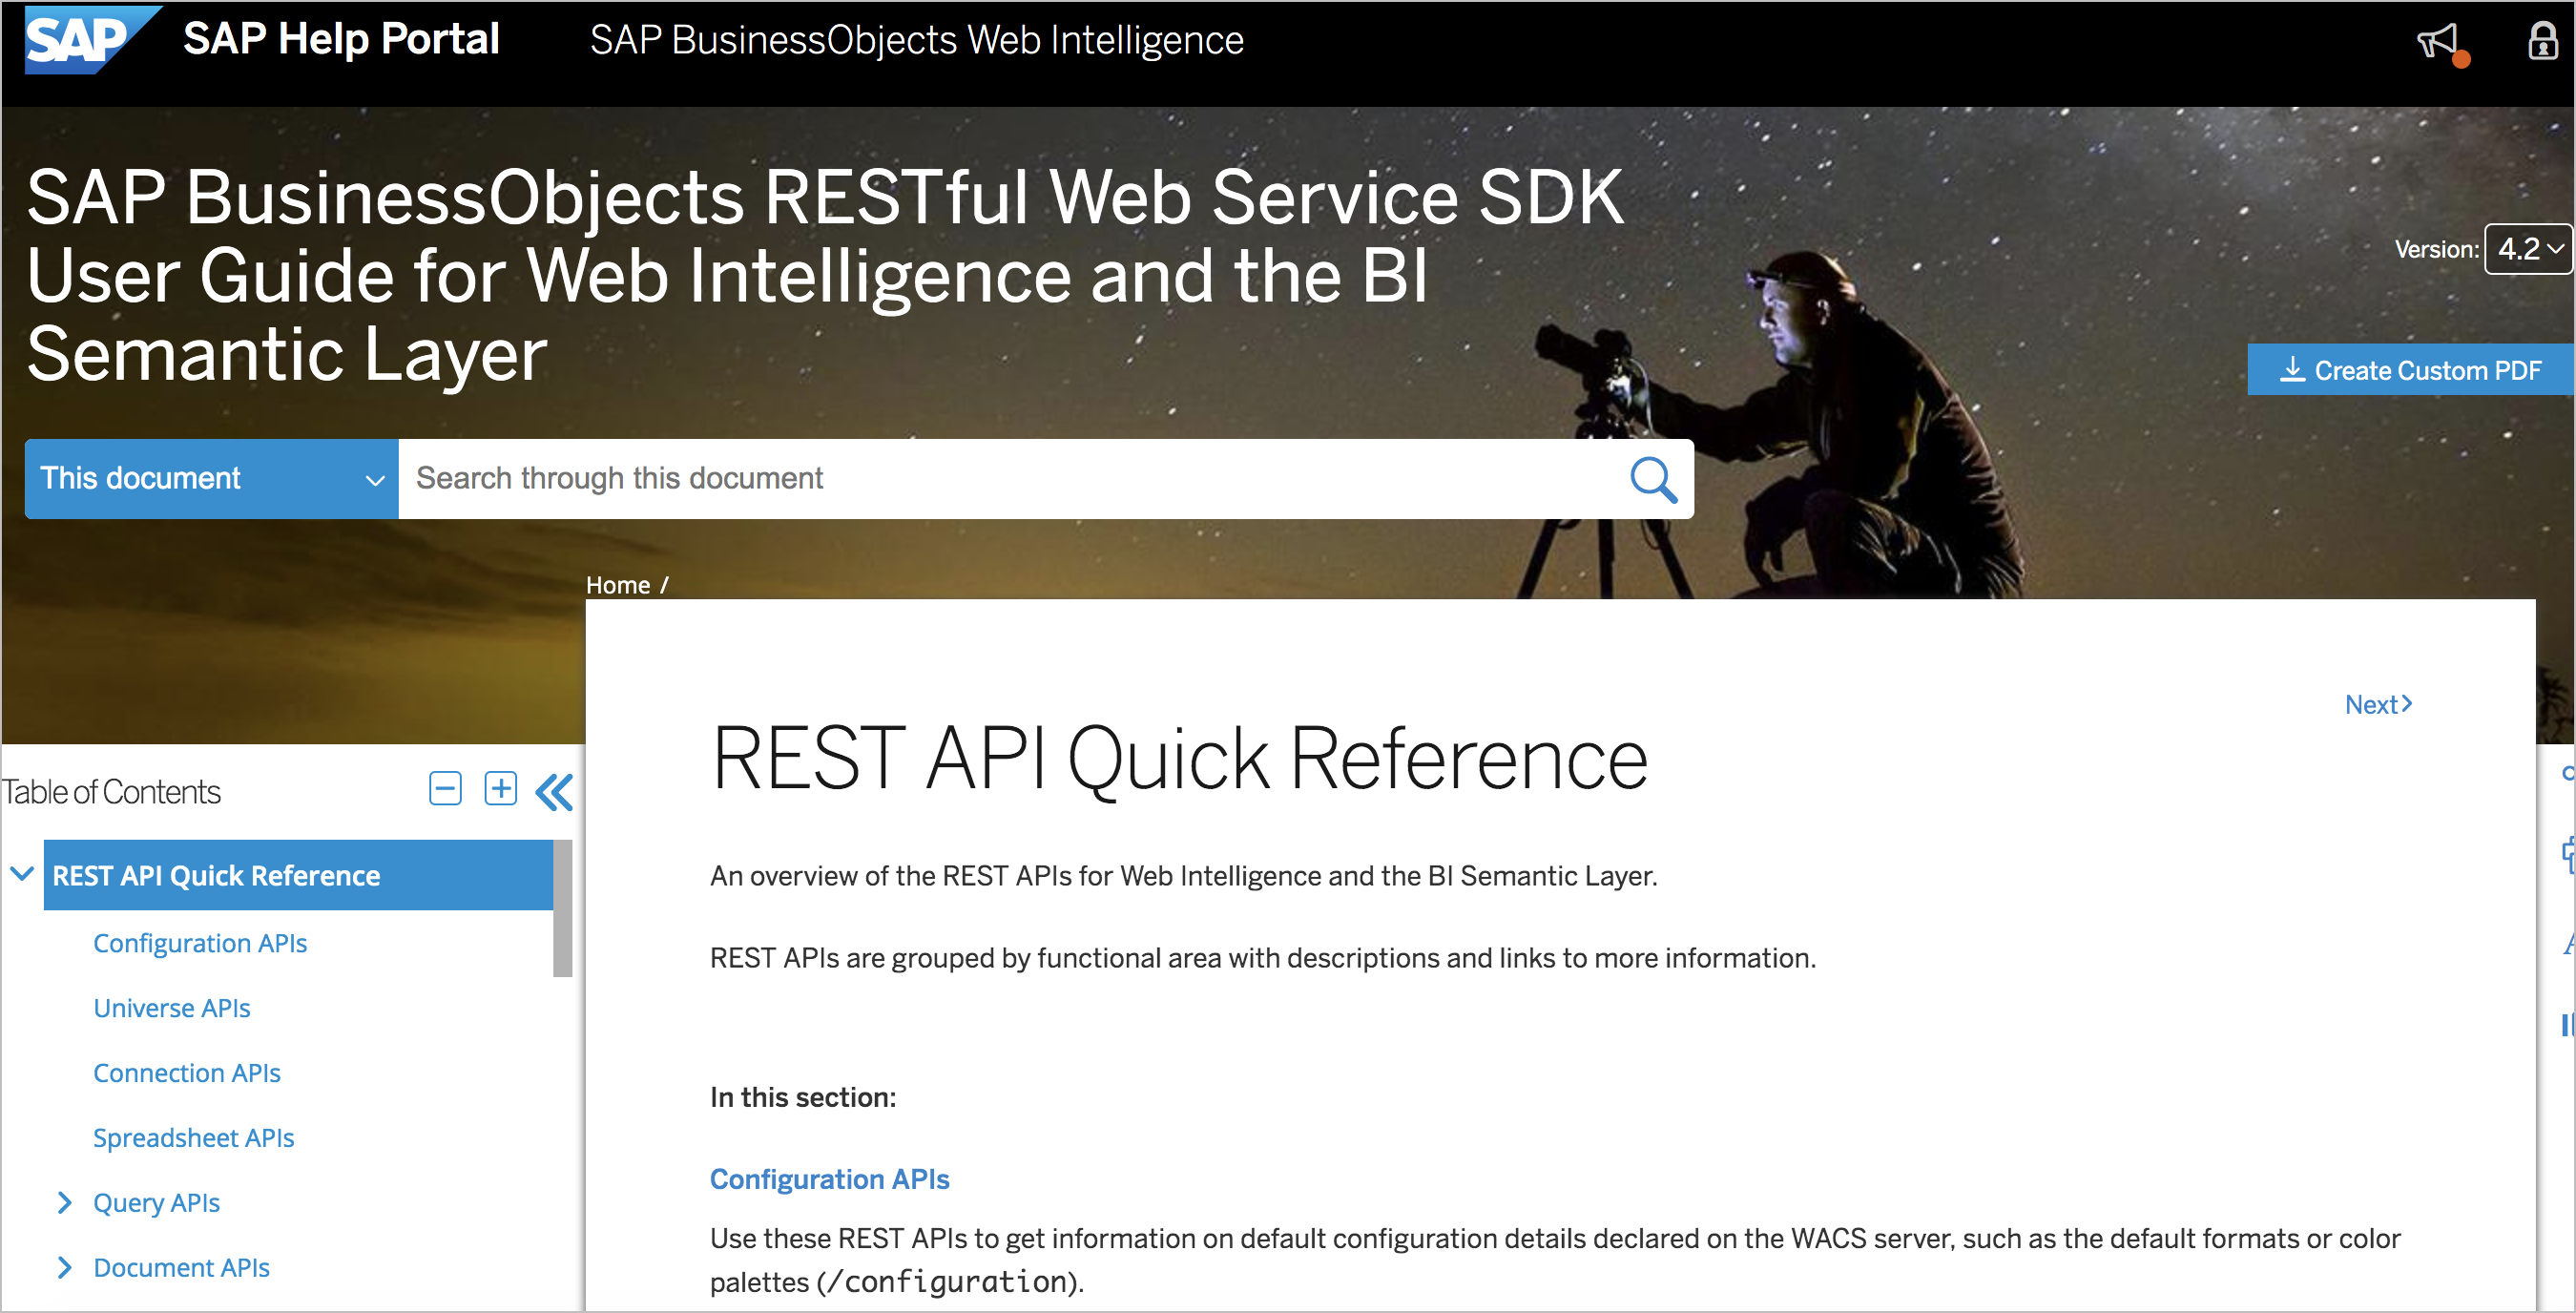 SAP SAP Help Portal SAP BusinessObjects Web Intelligence
SAP BusinessObjects RESTful Web Service SDK
User Guide for Web Intelligence and the BI
Semantic Layer
Version: 4.2
Create Custom PDF
This document Search through this document
Home /
Next
REST API Quick Reference
An overview of the REST APIs for Web Intelligence and the BI Semantic Layer.
REST APIs are grouped by functional area with descriptions and links to more information.
In this section:
Configuration APIs
Use these REST APIs to get information on default configuration details declared on the WACS server, such as the default formats or color
palettes (/configuration).
Table of Contents
REST API Quick Reference
Configuration APIs
Universe APIs
Connection APIs
Spreadsheet APIs
Query APIs
Document APIs